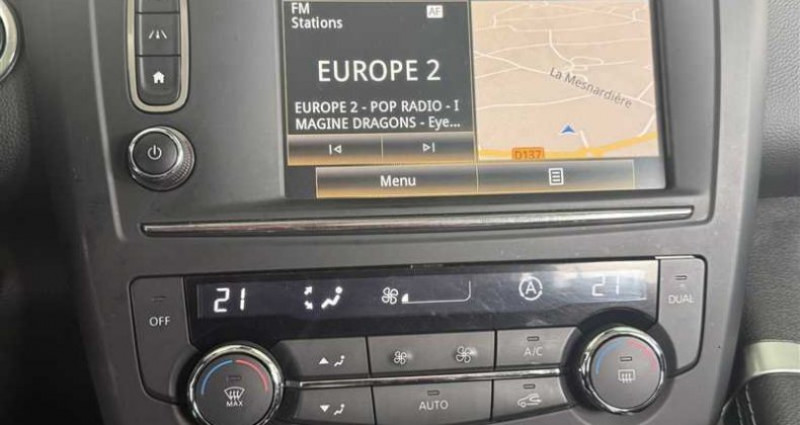 FM
Stations
AF
EUROPE 2
EUROPE 2 - POP RADIO - I
MAGINE DRAGONS - Eye...
La Mesnardière
D137
Menu
21
A
21
OFF
DUAL
A/C
MAX
AUTO